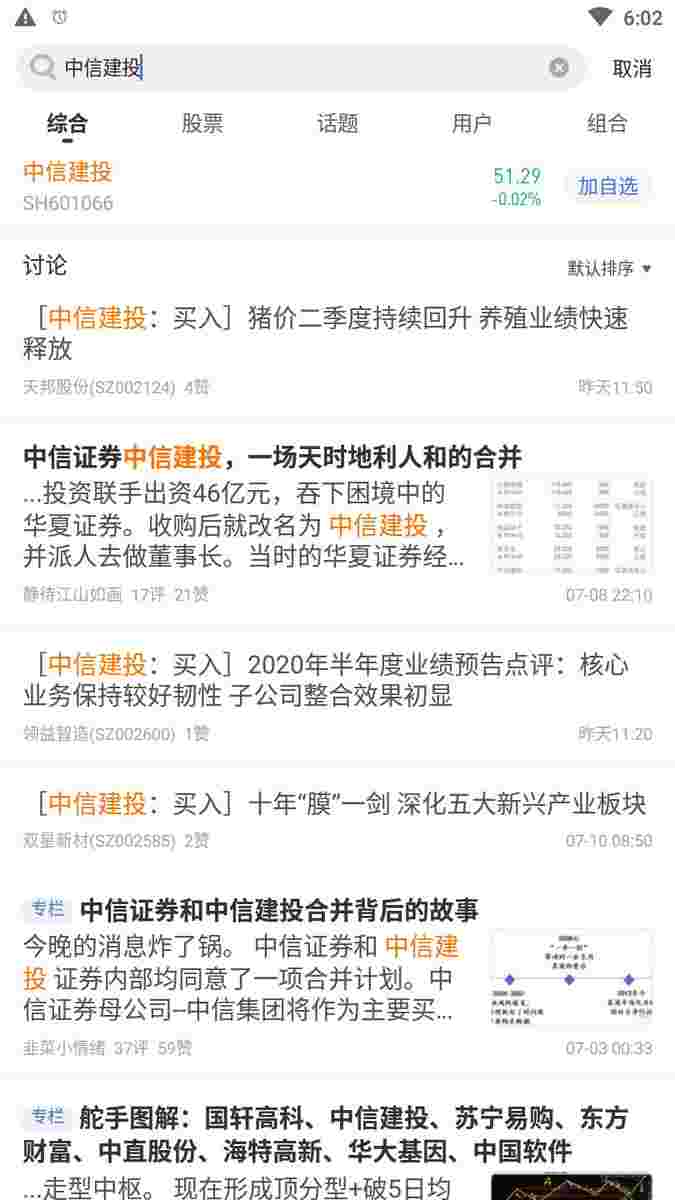 6:02
中信建投
取消
综合
股票
话题
用户
组合
中信建投
51.29
加自选
SH601066
-0.02%
讨论
默认排序
［中信建投：买入］猪价二季度持续回升 养殖业绩快速
释放
天邦股份(SZ002124) 4赞
昨天11:50
中信证券中信建投，一场天时地利人和的合并
...投资联手出资46亿元，吞下困境中的
华夏证券。收购后就改名为 中信建投 ，
并派人去做董事长。当时的华夏证券经...
静待江山如画 17评 21赞
07-08 22:10
［中信建投：买入］2020年半年度业绩预告点评：核心
业务保持较好韧性 子公司整合效果初显
领益智造(SZ002600) 1赞
昨天11:20
［中信建投：买入］十年“膜”一剑 深化五大新兴产业板块
双星新材(SZ002585) 2赞
07-10 08:50
专栏 中信证券和中信建投合并背后的故事
今晚的消息炸了锅。 中信证券和 中信建
投 证券内部均同意了一项合并计划。中
信证券母公司--中信集团将作为主要买...
韭菜小情绪 37评 59赞
07-03 00:33
专栏 舵手图解：国轩高科、中信建投、苏宁易购、东方
财富、中直股份、海特高新、华大基因、中国软件
...走型中枢。 现在形成顶分型+破5日均